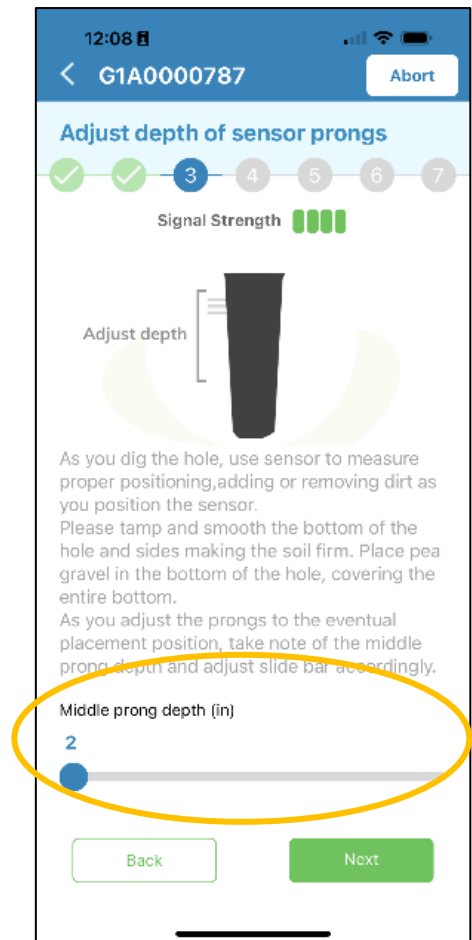 12:08
G1A0000787
Abort
Adjust depth of sensor prongs
3 4 5 6 7
Signal Strength
Adjust depth
As you dig the hole, use sensor to measure
proper positioning,adding or removing dirt as
you position the sensor.
Please tamp and smooth the bottom of the
hole and sides making the soil firm. Place pea
gravel in the bottom of the hole, covering the
entire bottom.
As you adjust the prongs to the eventual
placement position, take note of the middle
prong depth and adjust slide bar accordingly.
Middle prong depth (in)
2
Back
Next